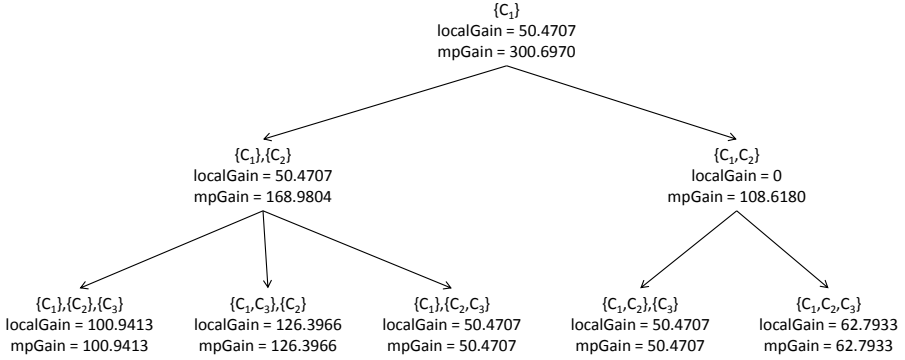 {C₁}
localGain = 50.4707
mpGain = 300.6970
{C₁},{C₂}
localGain = 50.4707
mpGain = 168.9804
{C₁,C₂}
localGain = 0
mpGain = 108.6180
{C₁},{C₂},{C₃}
localGain = 100.9413
mpGain = 100.9413
{C₁,C₃},{C₂}
localGain = 126.3966
mpGain = 126.3966
{C₁},{C₂,C₃}
localGain = 50.4707
mpGain = 50.4707
{C₁,C₂},{C₃}
localGain = 50.4707
mpGain = 50.4707
{C₁,C₂,C₃}
localGain = 62.7933
mpGain = 62.7933